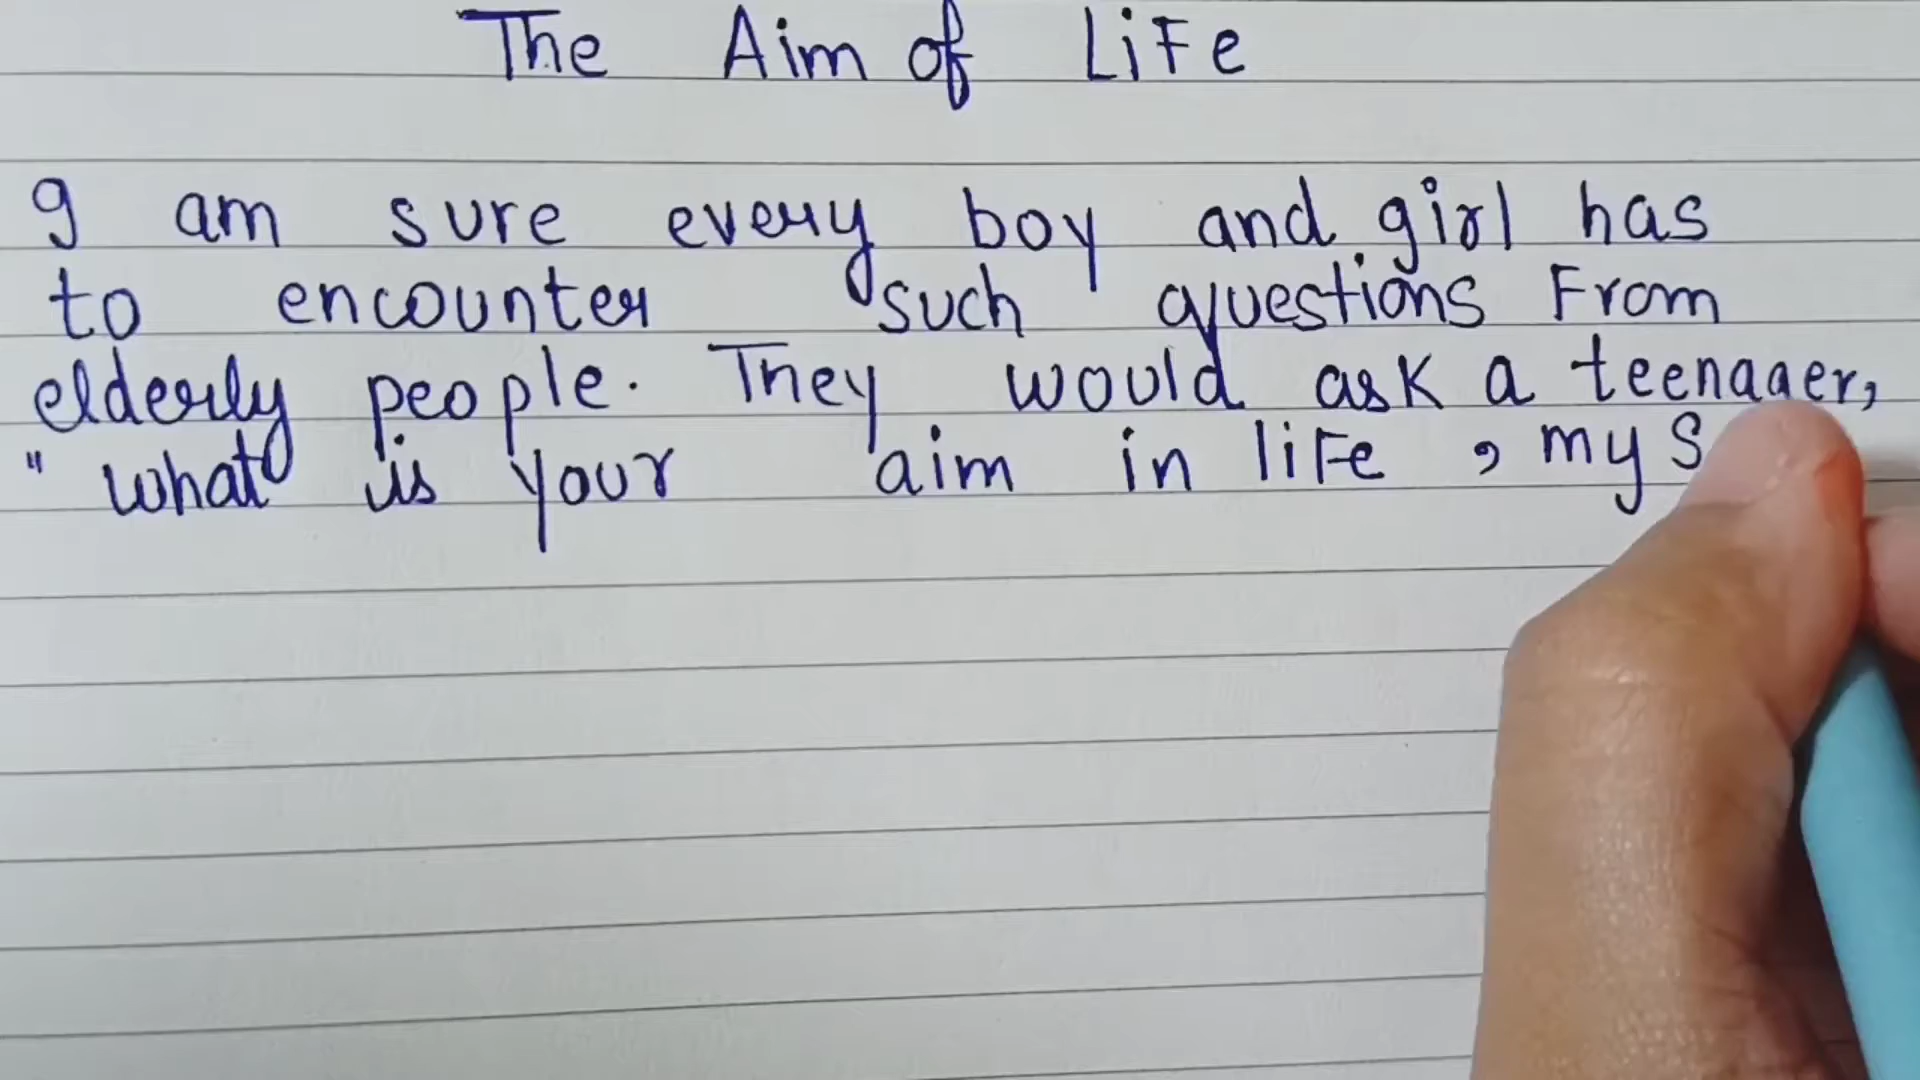 The Aim of Life
I am sure every boy and girl has
to encounter such questions From
elderly people. They would ask a teenager,
" what is your aim in life , my s